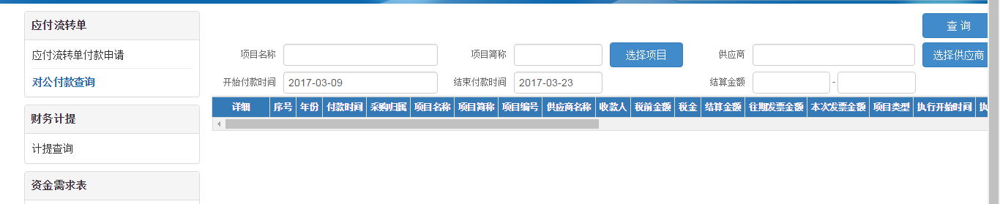 应付流转单
应付流转单付款申请
对公付款查询
财务计提
计提查询
资金需求表
查 询
项目名称 项目简称 选择项目 供应商 选择供应商
开始付款时间 2017-03-09 结束付款时间 2017-03-23 结算金额 -
详细 序号 年份 付款时间 采购归属 项目名称 项目简称 项目编号 供应商名称 收款人 税前金额 税金 结算金额 往期发票金额 本次发票金额 项目类型 执行开始时间